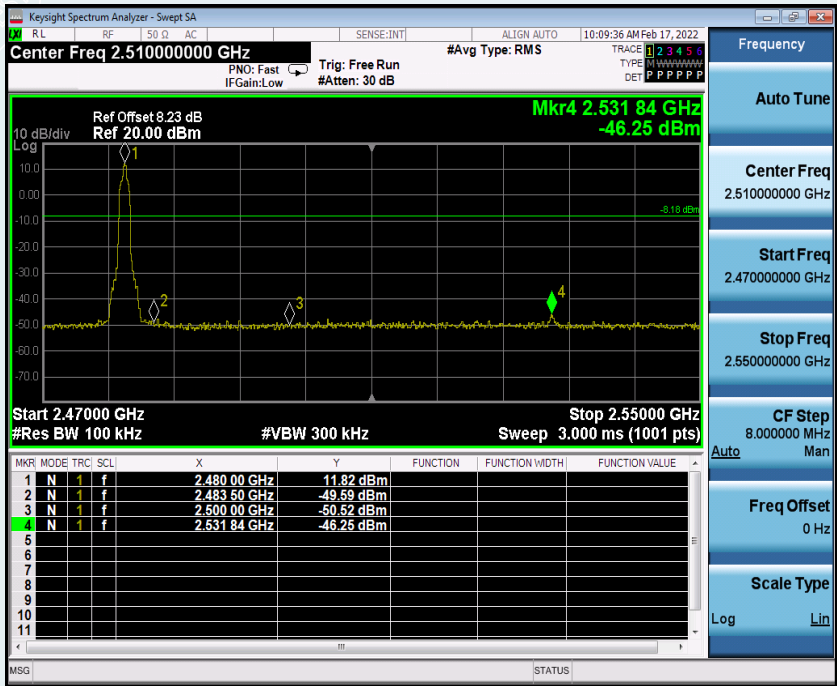 Keysight Spectrum Analyzer - Swept SA
LXI RL RF 50 Ω AC SENSE:INT ALIGN AUTO 10:09:36 AM Feb 17, 2022
Center Freq 2.510000000 GHz #Avg Type: RMS TRACE 1 2 3 4 5 6
PNO: Fast Trig: Free Run TYPE M WWWWW
IFGain:Low #Atten: 30 dB DET P P P P P P
Mkr4 2.531 84 GHz
Ref Offset 8.23 dB
-46.25 dBm
10 dB/div Ref 20.00 dBm
Log
1
10.0
0.00
-8.18 dBm
-10.0
-20.0
-30.0
4
-40.0
2
3
-50.0
-60.0
-70.0
Start 2.47000 GHz Stop 2.55000 GHz
#Res BW 100 kHz #VBW 300 kHz Sweep 3.000 ms (1001 pts)
MKR MODE TRC SCL X Y FUNCTION FUNCTION WIDTH FUNCTION VALUE
1 N 1 f 2.480 00 GHz 11.82 dBm
2 N 1 f 2.483 50 GHz -49.59 dBm
3 N 1 f 2.500 00 GHz -50.52 dBm
4 N 1 f 2.531 84 GHz -46.25 dBm
5
6
7
8
9
10
11
MSG STATUS
Frequency
Auto Tune
Center Freq
2.510000000 GHz
Start Freq
2.470000000 GHz
Stop Freq
2.550000000 GHz
CF Step
8.000000 MHz
Auto Man
Freq Offset
0 Hz
Scale Type
Log Lin